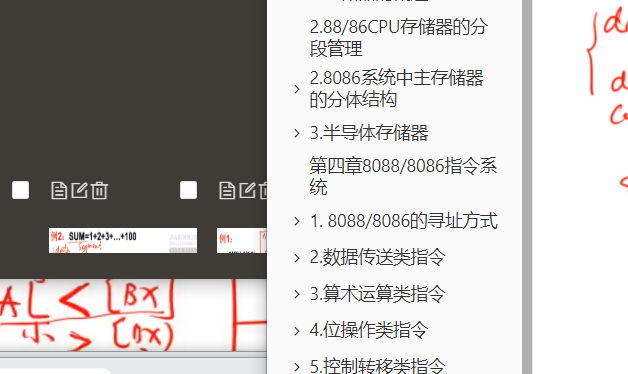 2.88/86CPU存储器的分
段管理
2.8086系统中主存储器
的分体结构
3.半导体存储器
第四章8088/8086指令系
统
1. 8088/8086的寻址方式
2.数据传送类指令
3.算术运算类指令
4.位操作类指令
5.控制转移类指令
例2: SUM=1+2+3+...+100
data segment
例1:
AL < [BX]
小 > [BX]